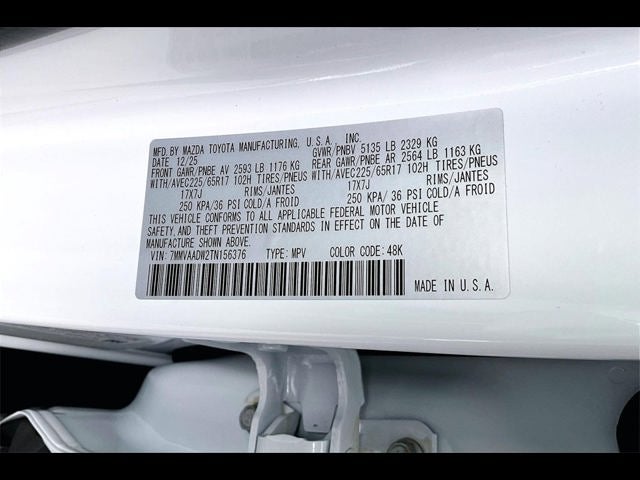 MFD. BY MAZDA TOYOTA MANUFACTURING, U.S.A., INC.
DATE 12/25 GVWR/PNBV 5135 LB 2329 KG
FRONT GAWR/PNBE AV 2593 LB 1176 KG REAR GAWR/PNBE AR 2564 LB 1163 KG
WITH/AVEC225/65R17 102H TIRES/PNEUS WITH/AVEC225/65R17 102H TIRES/PNEUS
17X7J RIMS/JANTES 17X7J RIMS/JANTES
250 KPA/ 36 PSI COLD/A FROID 250 KPA/ 36 PSI COLD/A FROID
THIS VEHICLE CONFORMS TO ALL APPLICABLE FEDERAL MOTOR VEHICLE
SAFETY, AND THEFT PREVENTION STANDARDS IN EFFECT ON THE DATE OF
MANUFACTURE SHOWN ABOVE.
VIN: 7MMVAADW2TN156376 TYPE: MPV COLOR CODE: 48K
MADE IN U.S.A.